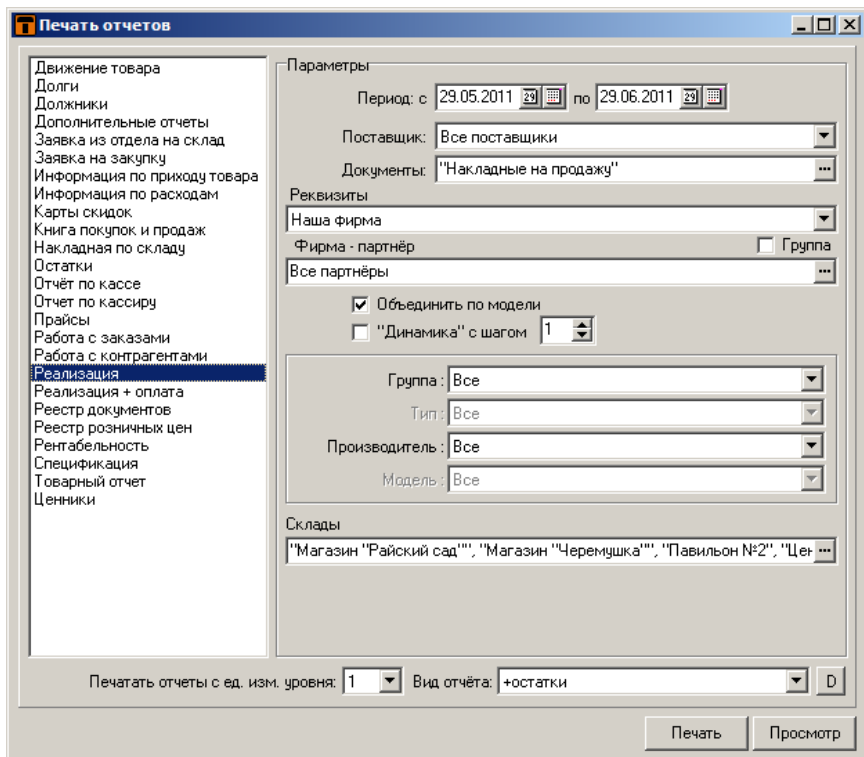 Печать отчетов
Движение товара
Долги
Должники
Дополнительные отчеты
Заявка из отдела на склад
Заявка на закупку
Информация по приходу товара
Информация по расходам
Карты скидок
Книга покупок и продаж
Накладная по складу
Остатки
Отчёт по кассе
Отчет по кассиру
Прайсы
Работа с заказами
Работа с контрагентами
Реализация
Реализация + оплата
Реестр документов
Реестр розничных цен
Рентабельность
Спецификация
Товарный отчет
Ценники
Параметры
Период: с 29.05.2011 29 по 29.06.2011 29
Поставщик: Все поставщики
Документы: "Накладные на продажу" ...
Реквизиты
Наша фирма
Фирма - партнёр Группа
Все партнёры ...
Объединить по модели
"Динамика" с шагом 1
Группа : Все
Тип : Все
Производитель : Все
Модель : Все
Склады
"Магазин "Райский сад"", "Магазин "Черемушка"", "Павильон №2", "Цен ...
Печатать отчеты с ед. изм. уровня: 1 Вид отчёта: +остатки D
Печать Просмотр